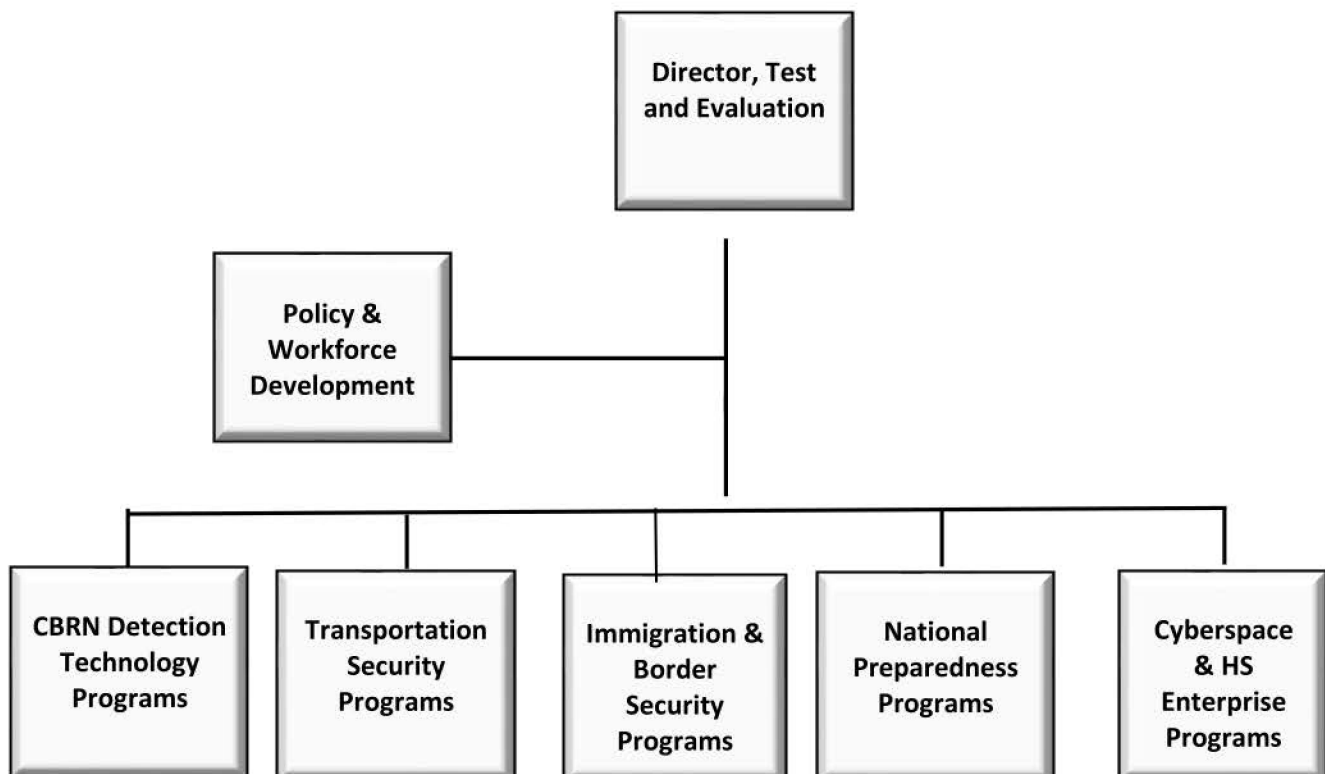 Director, Test
and Evaluation
Policy &
Workforce
Development
CBRN Detection
Technology
Programs
Transportation
Security
Programs
Immigration &
Border
Security
Programs
National
Preparedness
Programs
Cyberspace
& HS
Enterprise
Programs